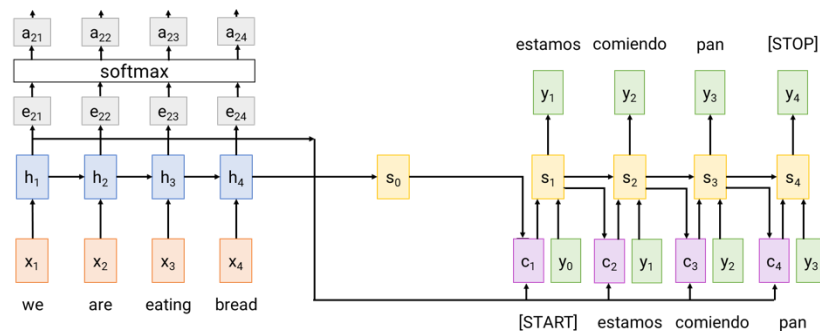 a21 a22 a23 a24
softmax
e21 e22 e23 e24
estamos comiendo pan [STOP]
y1 y2 y3 y4
h1 h2 h3 h4 s0 s1 s2 s3 s4
x1 x2 x3 x4 c1 y0 c2 y1 c3 y2 c4 y3
we are eating bread
[START] estamos comiendo pan